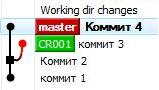 Working dir changes
master Коммит 4
CR001 коммит 3
Коммит 2
коммит 1